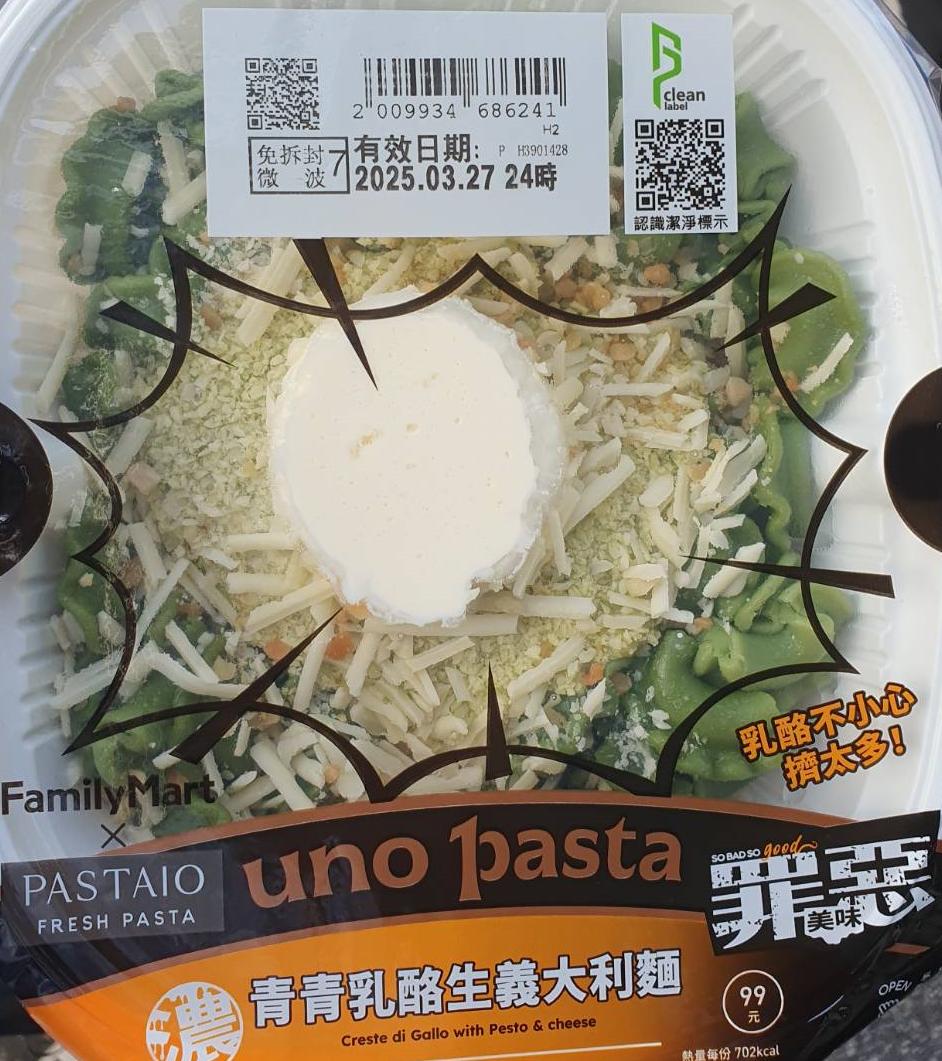 2 009934 686241
H2
免拆封 微波 7
有效日期: P H3901428
2025.03.27 24時
clean
label
認識潔淨標示
乳酪不小心
擠太多!
FamilyMart
×
PASTAIO
FRESH PASTA
uno pasta
SO BAD SO good
罪惡
美味
濃
青青乳酪生義大利麵
Creste di Gallo with Pesto & cheese
99
元
OPEN
熱量每份 702kcal